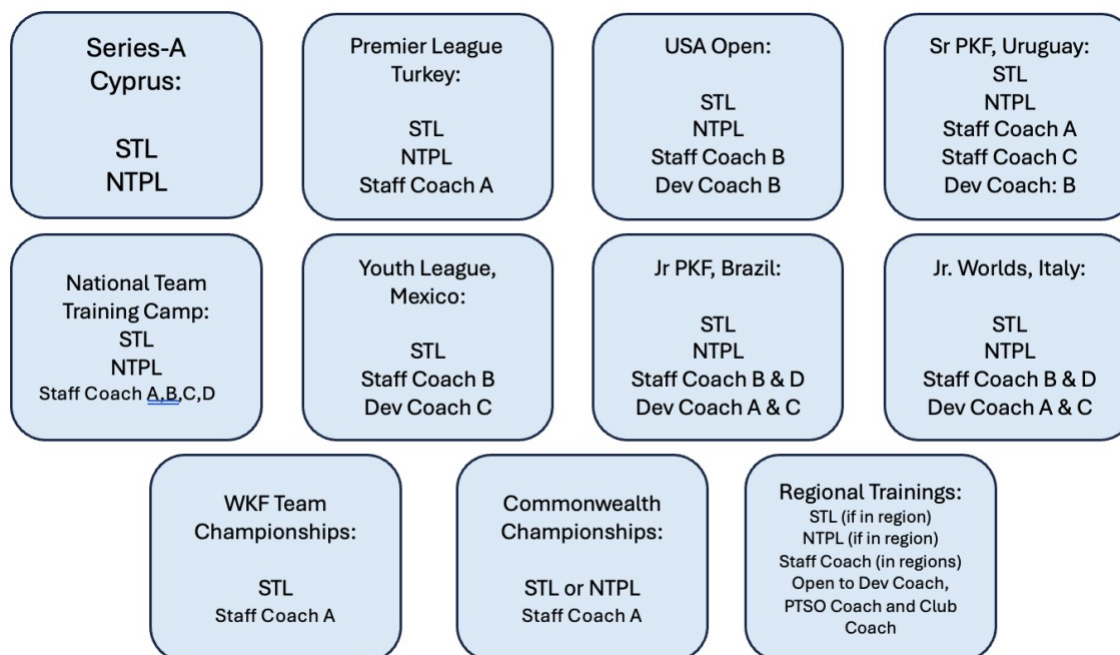 Series-A
Cyprus:
STL
NTPL
Premier League
Turkey:
STL
NTPL
Staff Coach A
USA Open:
STL
NTPL
Staff Coach B
Dev Coach B
Sr PKF, Uruguay:
STL
NTPL
Staff Coach A
Staff Coach C
Dev Coach: B
National Team
Training Camp:
STL
NTPL
Staff Coach A,B,C,D
Youth League,
Mexico:
STL
Staff Coach B
Dev Coach C
Jr PKF, Brazil:
STL
NTPL
Staff Coach B & D
Dev Coach A & C
Jr. Worlds, Italy:
STL
NTPL
Staff Coach B & D
Dev Coach A & C
WKF Team
Championships:
STL
Staff Coach A
Commonwealth
Championships:
STL or NTPL
Staff Coach A
Regional Trainings:
STL (if in region)
NTPL (if in region)
Staff Coach (in regions)
Open to Dev Coach,
PTSO Coach and Club
Coach